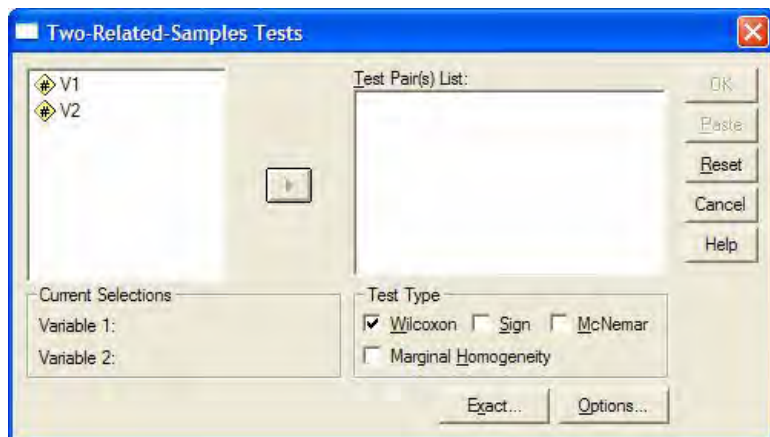 Two-Related-Samples Tests
V1
V2
Test Pair(s) List:
OK
Paste
Reset
Cancel
Help
Current Selections
Variable 1:
Variable 2:
Test Type
Wilcoxon Sign McNemar
Marginal Homogeneity
Exact... Options...